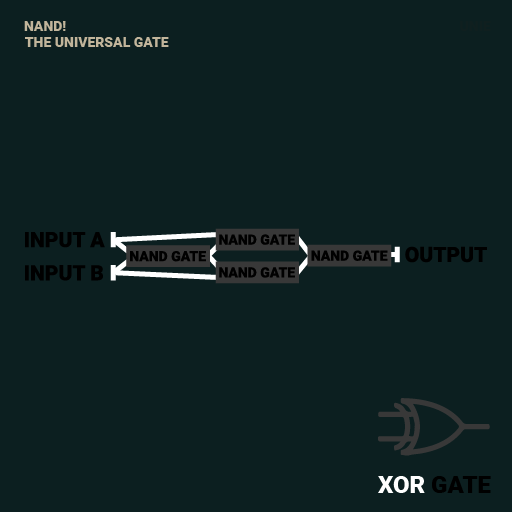 NAND!
THE UNIVERSAL GATE
INPUT A
NAND GATE
NAND GATE
NAND GATE
NAND GATE
OUTPUT
INPUT B
XOR GATE